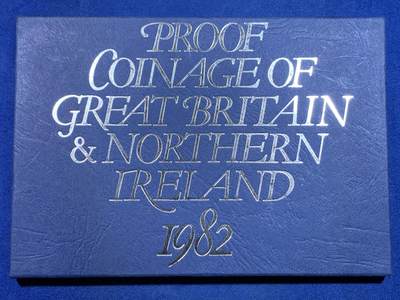 PROOF
COINAGE OF
GREAT BRITAIN
& NORTHERN
IRELAND
1982